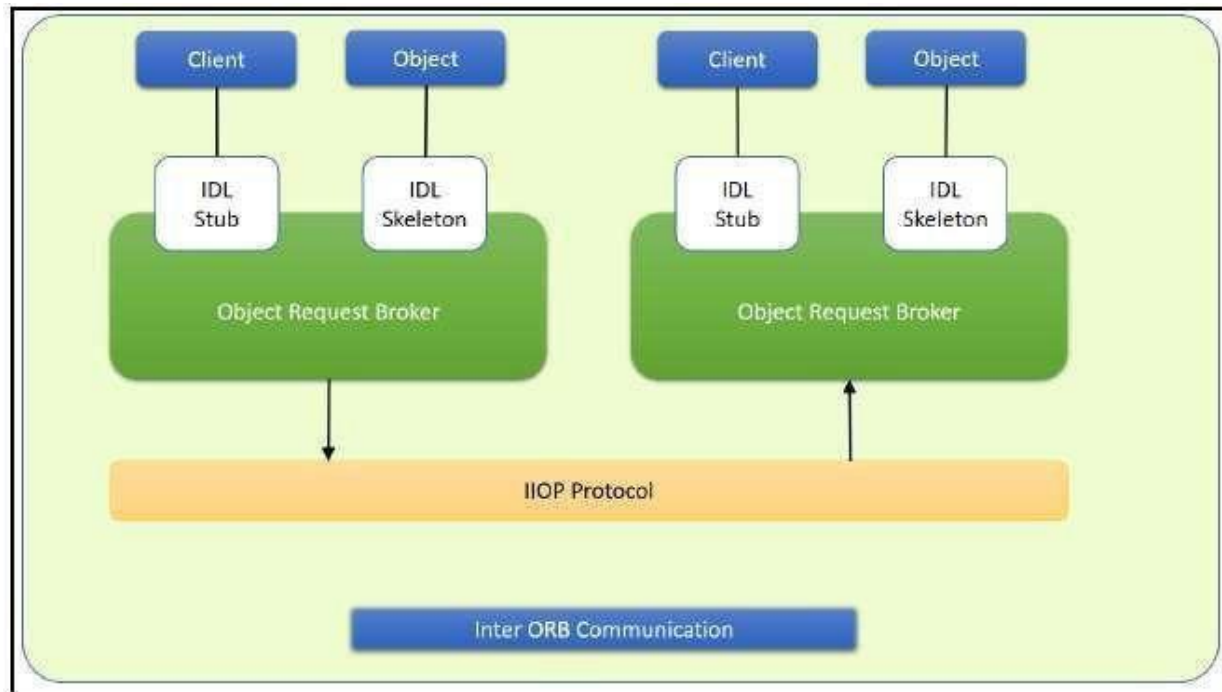 Client
Object
Client
Object
IDL
Stub
IDL
Skeleton
IDL
Stub
IDL
Skeleton
Object Request Broker
Object Request Broker
IIOP Protocol
Inter ORB Communication